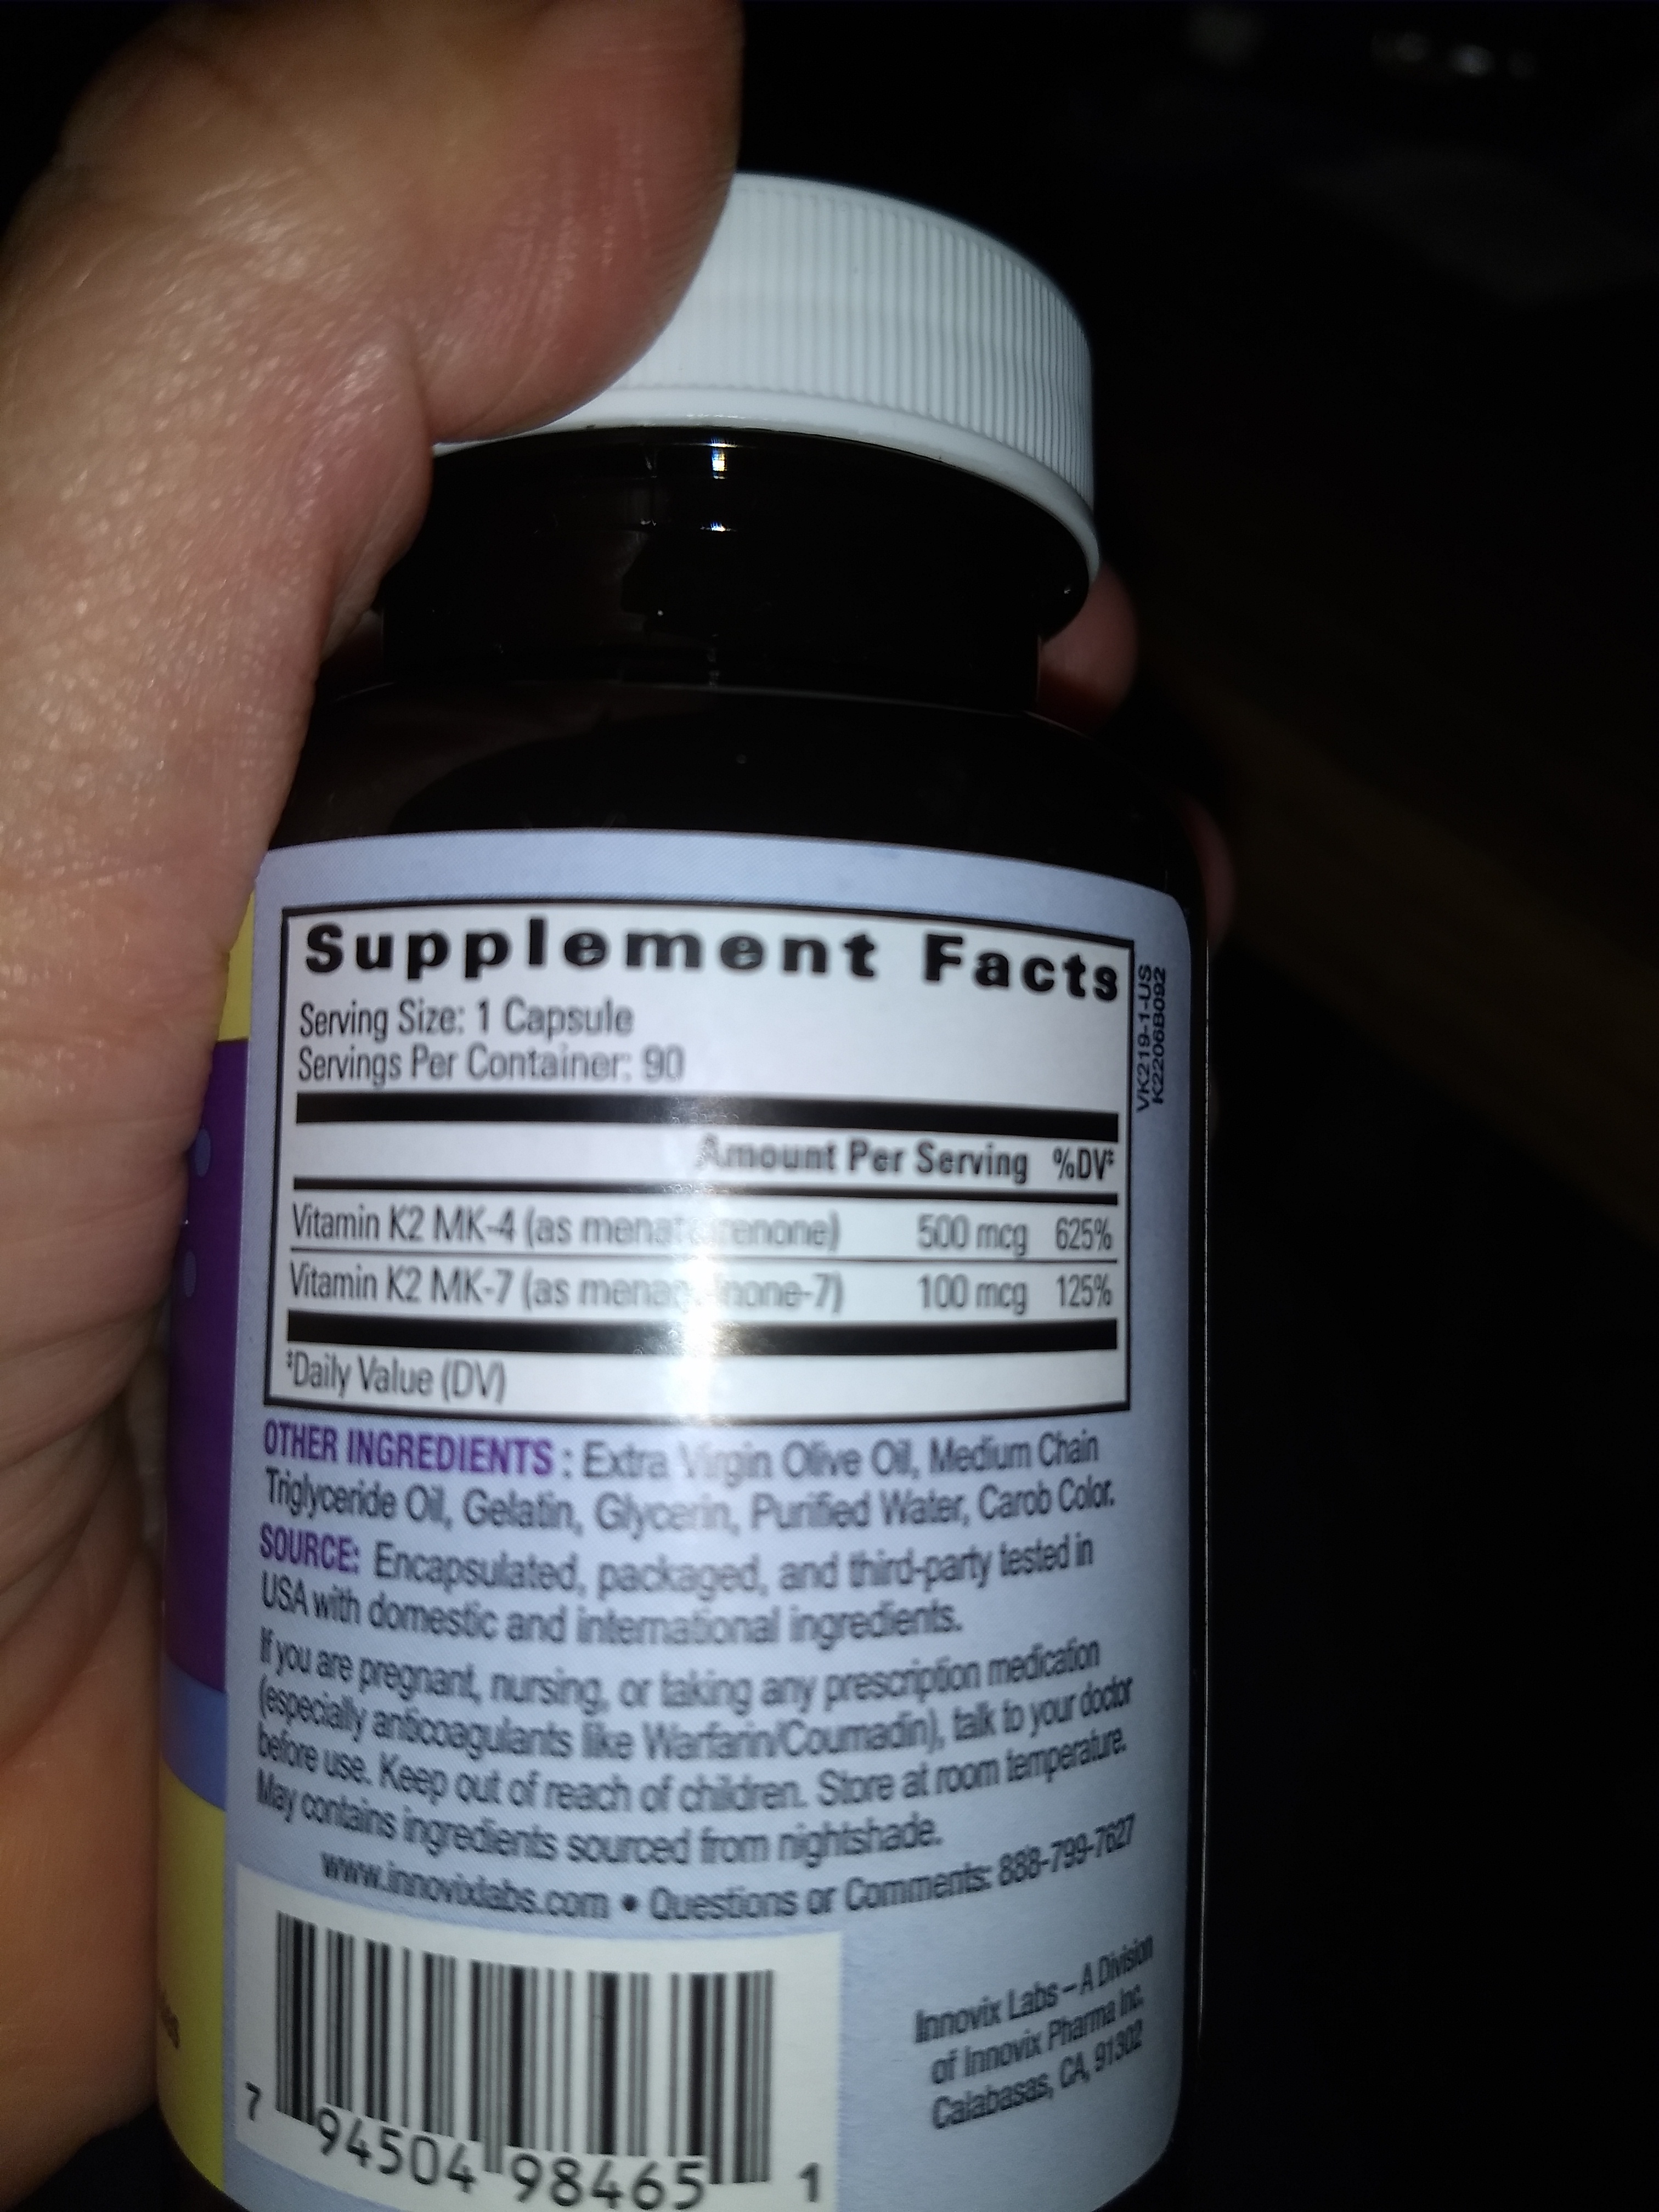 Supplement Facts
Serving Size: 1 Capsule
Servings Per Container: 90
Amount Per Serving %DV‡
Vitamin K2 MK-4 (as 500 mcg 625%
Vitamin K2 MK-7 (as 100 mcg 125%
‡Daily Value (DV)
VK219-1-US
K2206B092
OTHER INGREDIENTS : Extra Virgin Olive Oil, Medium Chain
Triglyceride Oil, Gelatin, Glycerin, Purified Water, Carob Color.
SOURCE: Encapsulated, packaged, and third-party tested in
USA with domestic and international ingredients.
If you are pregnant, nursing, or taking any prescription medication
(especially anticoagulants like Warfarin/Coumadin), talk to your doctor
before use. Keep out of reach of children. Store at room temperature.
May contains ingredients sourced from nightshade.
www.innovixlabs.com • Questions or Comments: 888-799-7627
Innovix Labs – A Division
of Innovix Pharma Inc.
Calabasas, CA, 91302
7 94504 98465 1